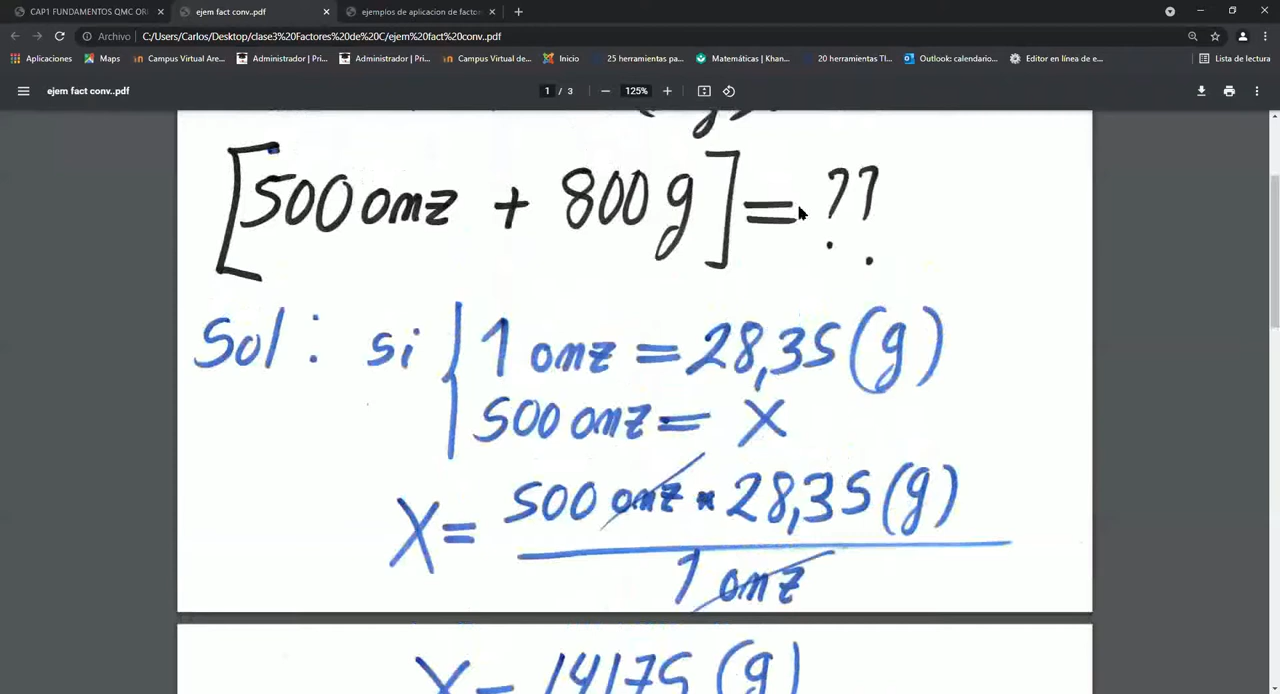 CAP1 FUNDAMENTOS QMC OR
ejem fact conv..pdf
ejemplos de aplicacion de factor
Archivo | C:/Users/Carlos/Desktop/clase3%20Factores%20de%20C/ejem%20fact%20conv..pdf
Aplicaciones Maps Campus Virtual Are... Administrador | Pri... Administrador | Pri... Campus Virtual de... Inicio 25 herramientas pa... Matemáticas | Khan... 20 herramientas TI... Outlook: calendario... Editor en línea de e... Lista de lectura
ejem fact conv..pdf 1 / 3 125%
[500 onz + 800 g] = ??
Sol: si { 1 onz = 28,35 (g)
500 onz = X
X = 500 onz * 28,35 (g)
1 onz
X = 14175 (g)